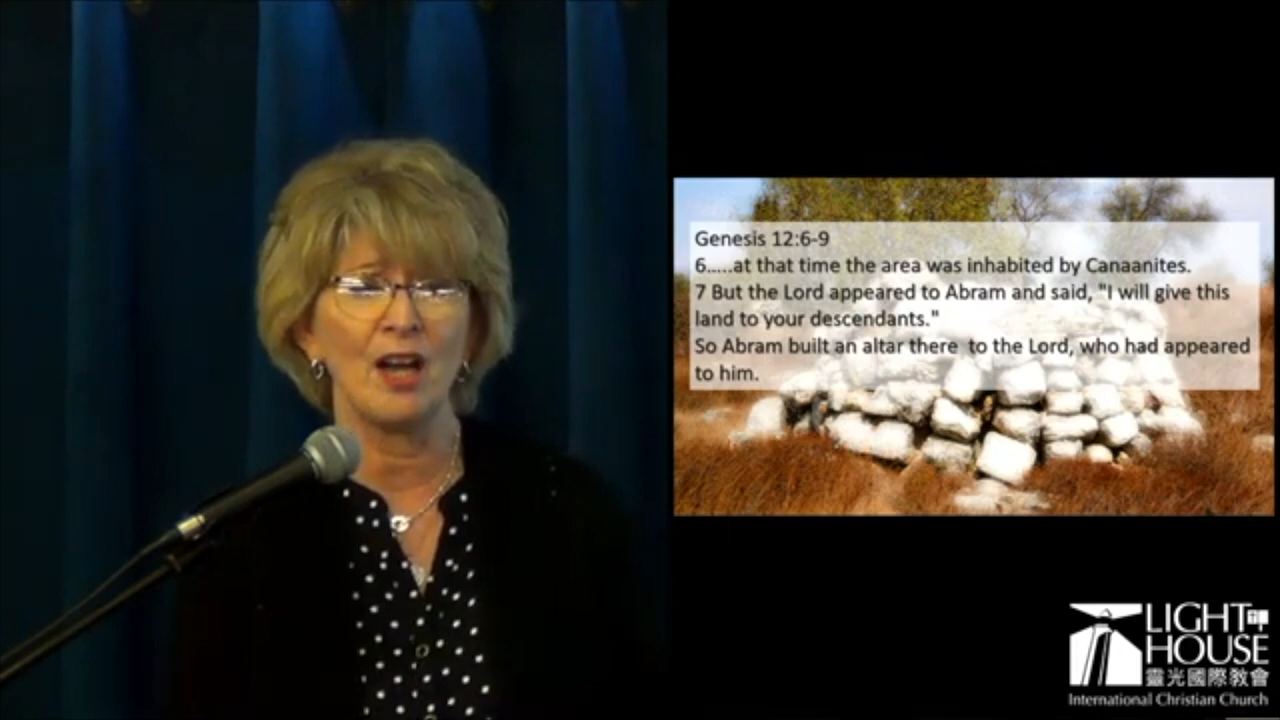 Genesis 12:6-9
6.....at that time the area was inhabited by Canaanites.
7 But the Lord appeared to Abram and said, "I will give this
land to your descendants."
So Abram built an altar there  to the Lord, who had appeared
to him.
LIGHT
HOUSE
靈光國際教會
International Christian Church